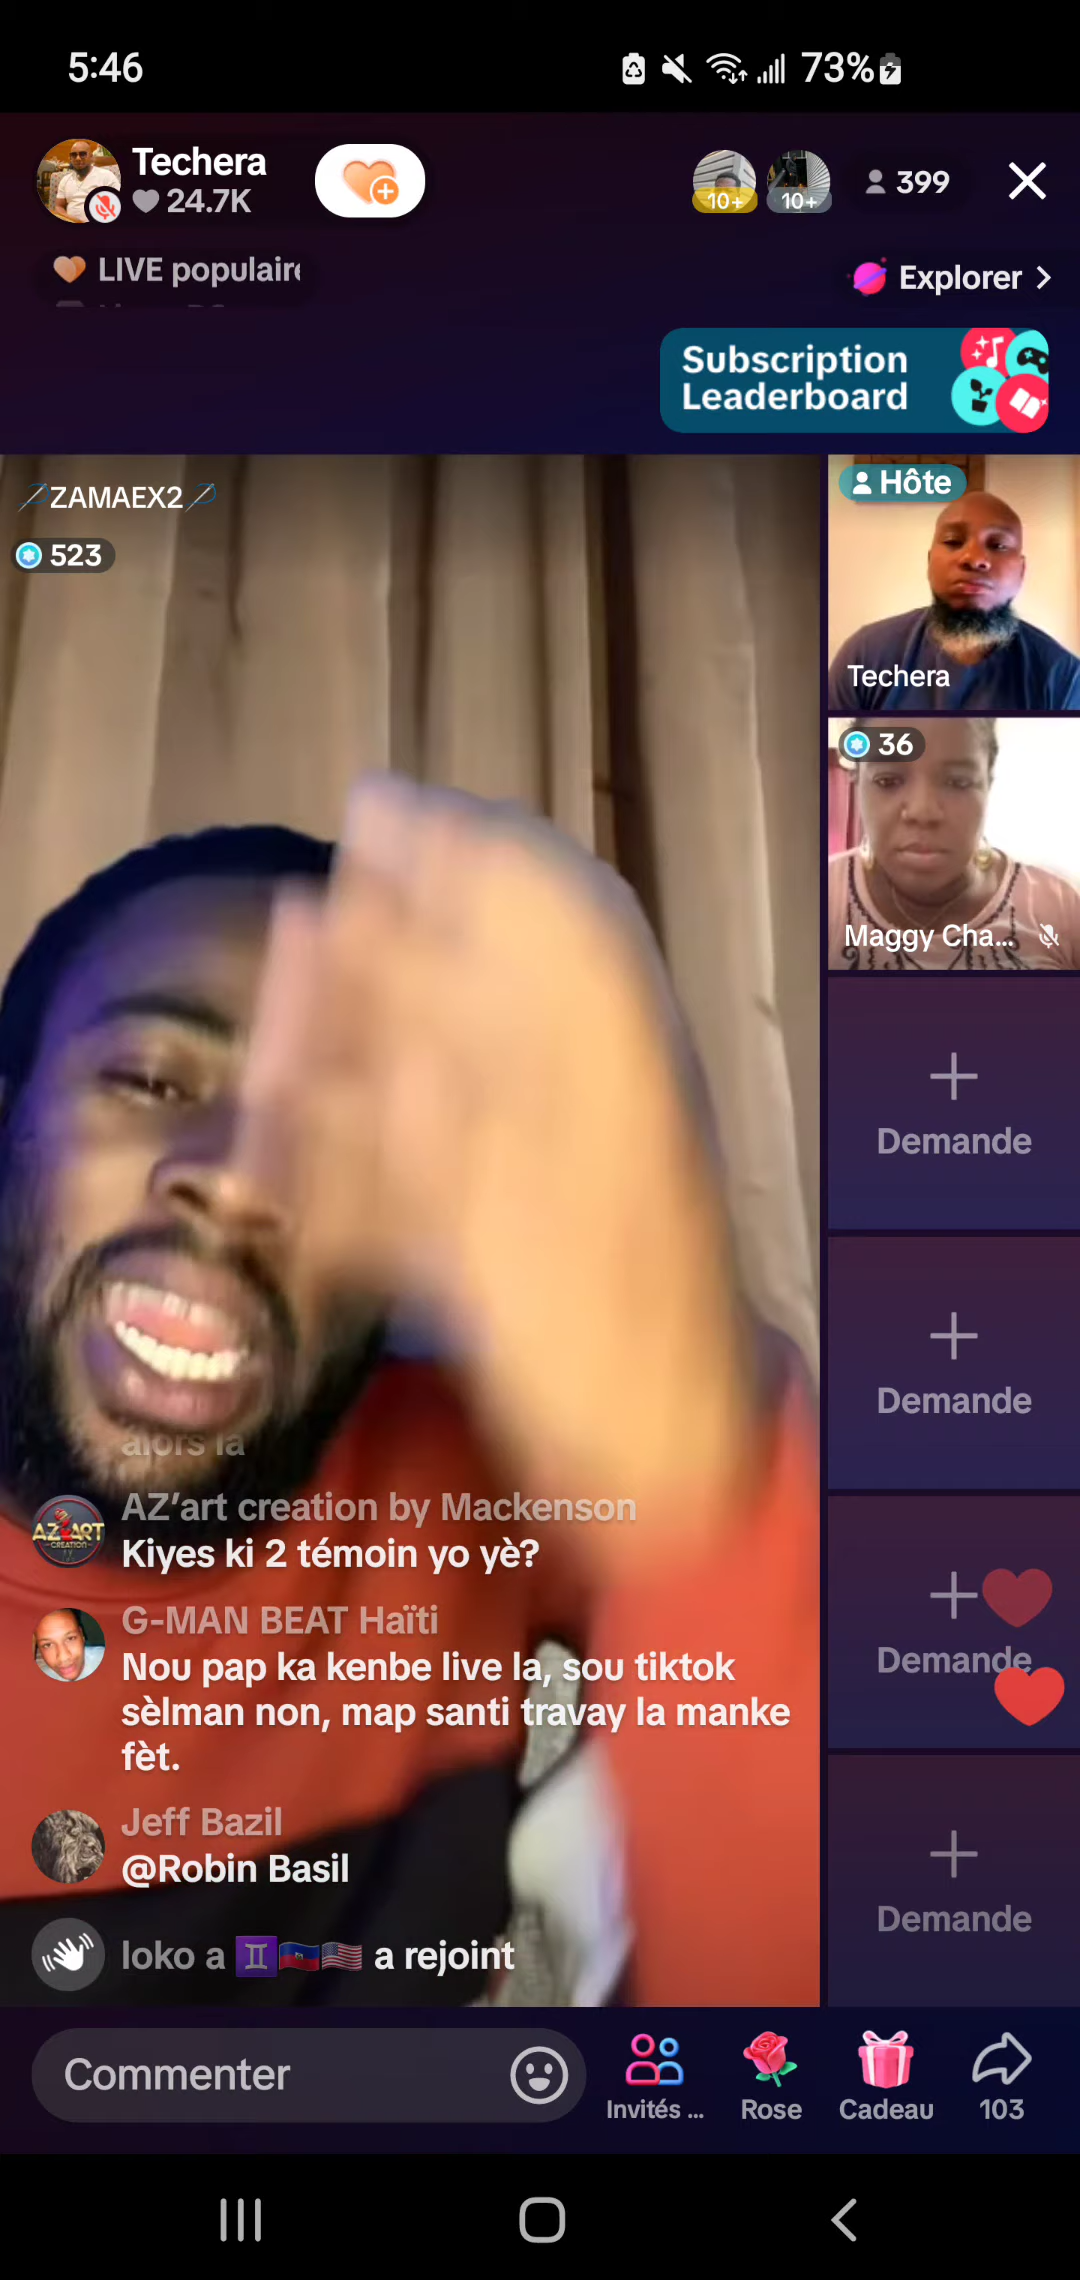 5:46
73%
Techera
24.7K
10+
10+
399
LIVE populaire
Explorer
Subscription
Leaderboard
ZAMAEX2
523
Hôte
Techera
36
Maggy Cha...
Demande
Demande
Demande
Demande
alors la
AZ'art creation by Mackenson
AZ'ART
CREATION
Kiyes ki 2 témoin yo yè?
G-MAN BEAT Haïti
Nou pap ka kenbe live la, sou tiktok
sèlman non, map santi travay la manke
fèt.
Jeff Bazil
@Robin Basil
loko a ♊🇭🇹🇺🇸 a rejoint
Commenter
Invités ...
Rose
Cadeau
103